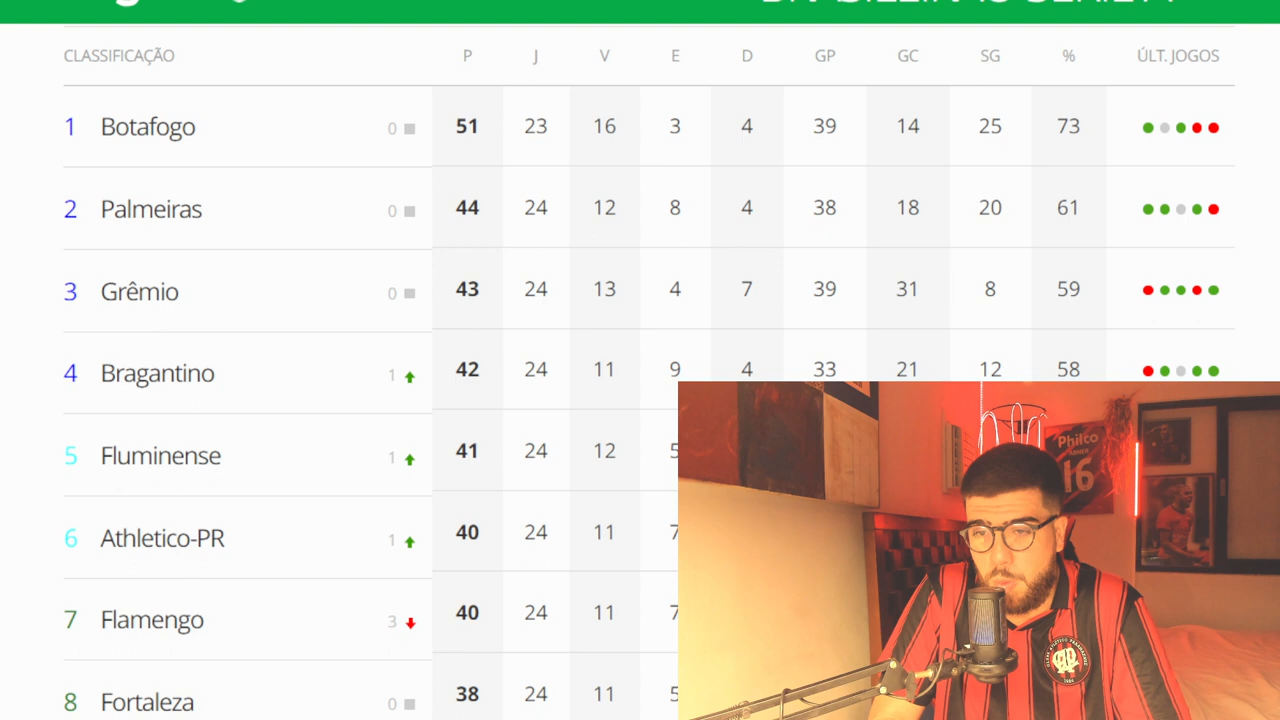 CLASSIFICAÇÃO P J V E D GP GC SG % ÚLT. JOGOS
1 Botafogo 0 51 23 16 3 4 39 14 25 73
2 Palmeiras 0 44 24 12 8 4 38 18 20 61
3 Grêmio 0 43 24 13 4 7 39 31 8 59
4 Bragantino 1 42 24 11 9 4 33 21 12 58
5 Fluminense 1 41 24 12 5
6 Athletico-PR 1 40 24 11 7
7 Flamengo 3 40 24 11 7
8 Fortaleza 0 38 24 11 5
Philco
16